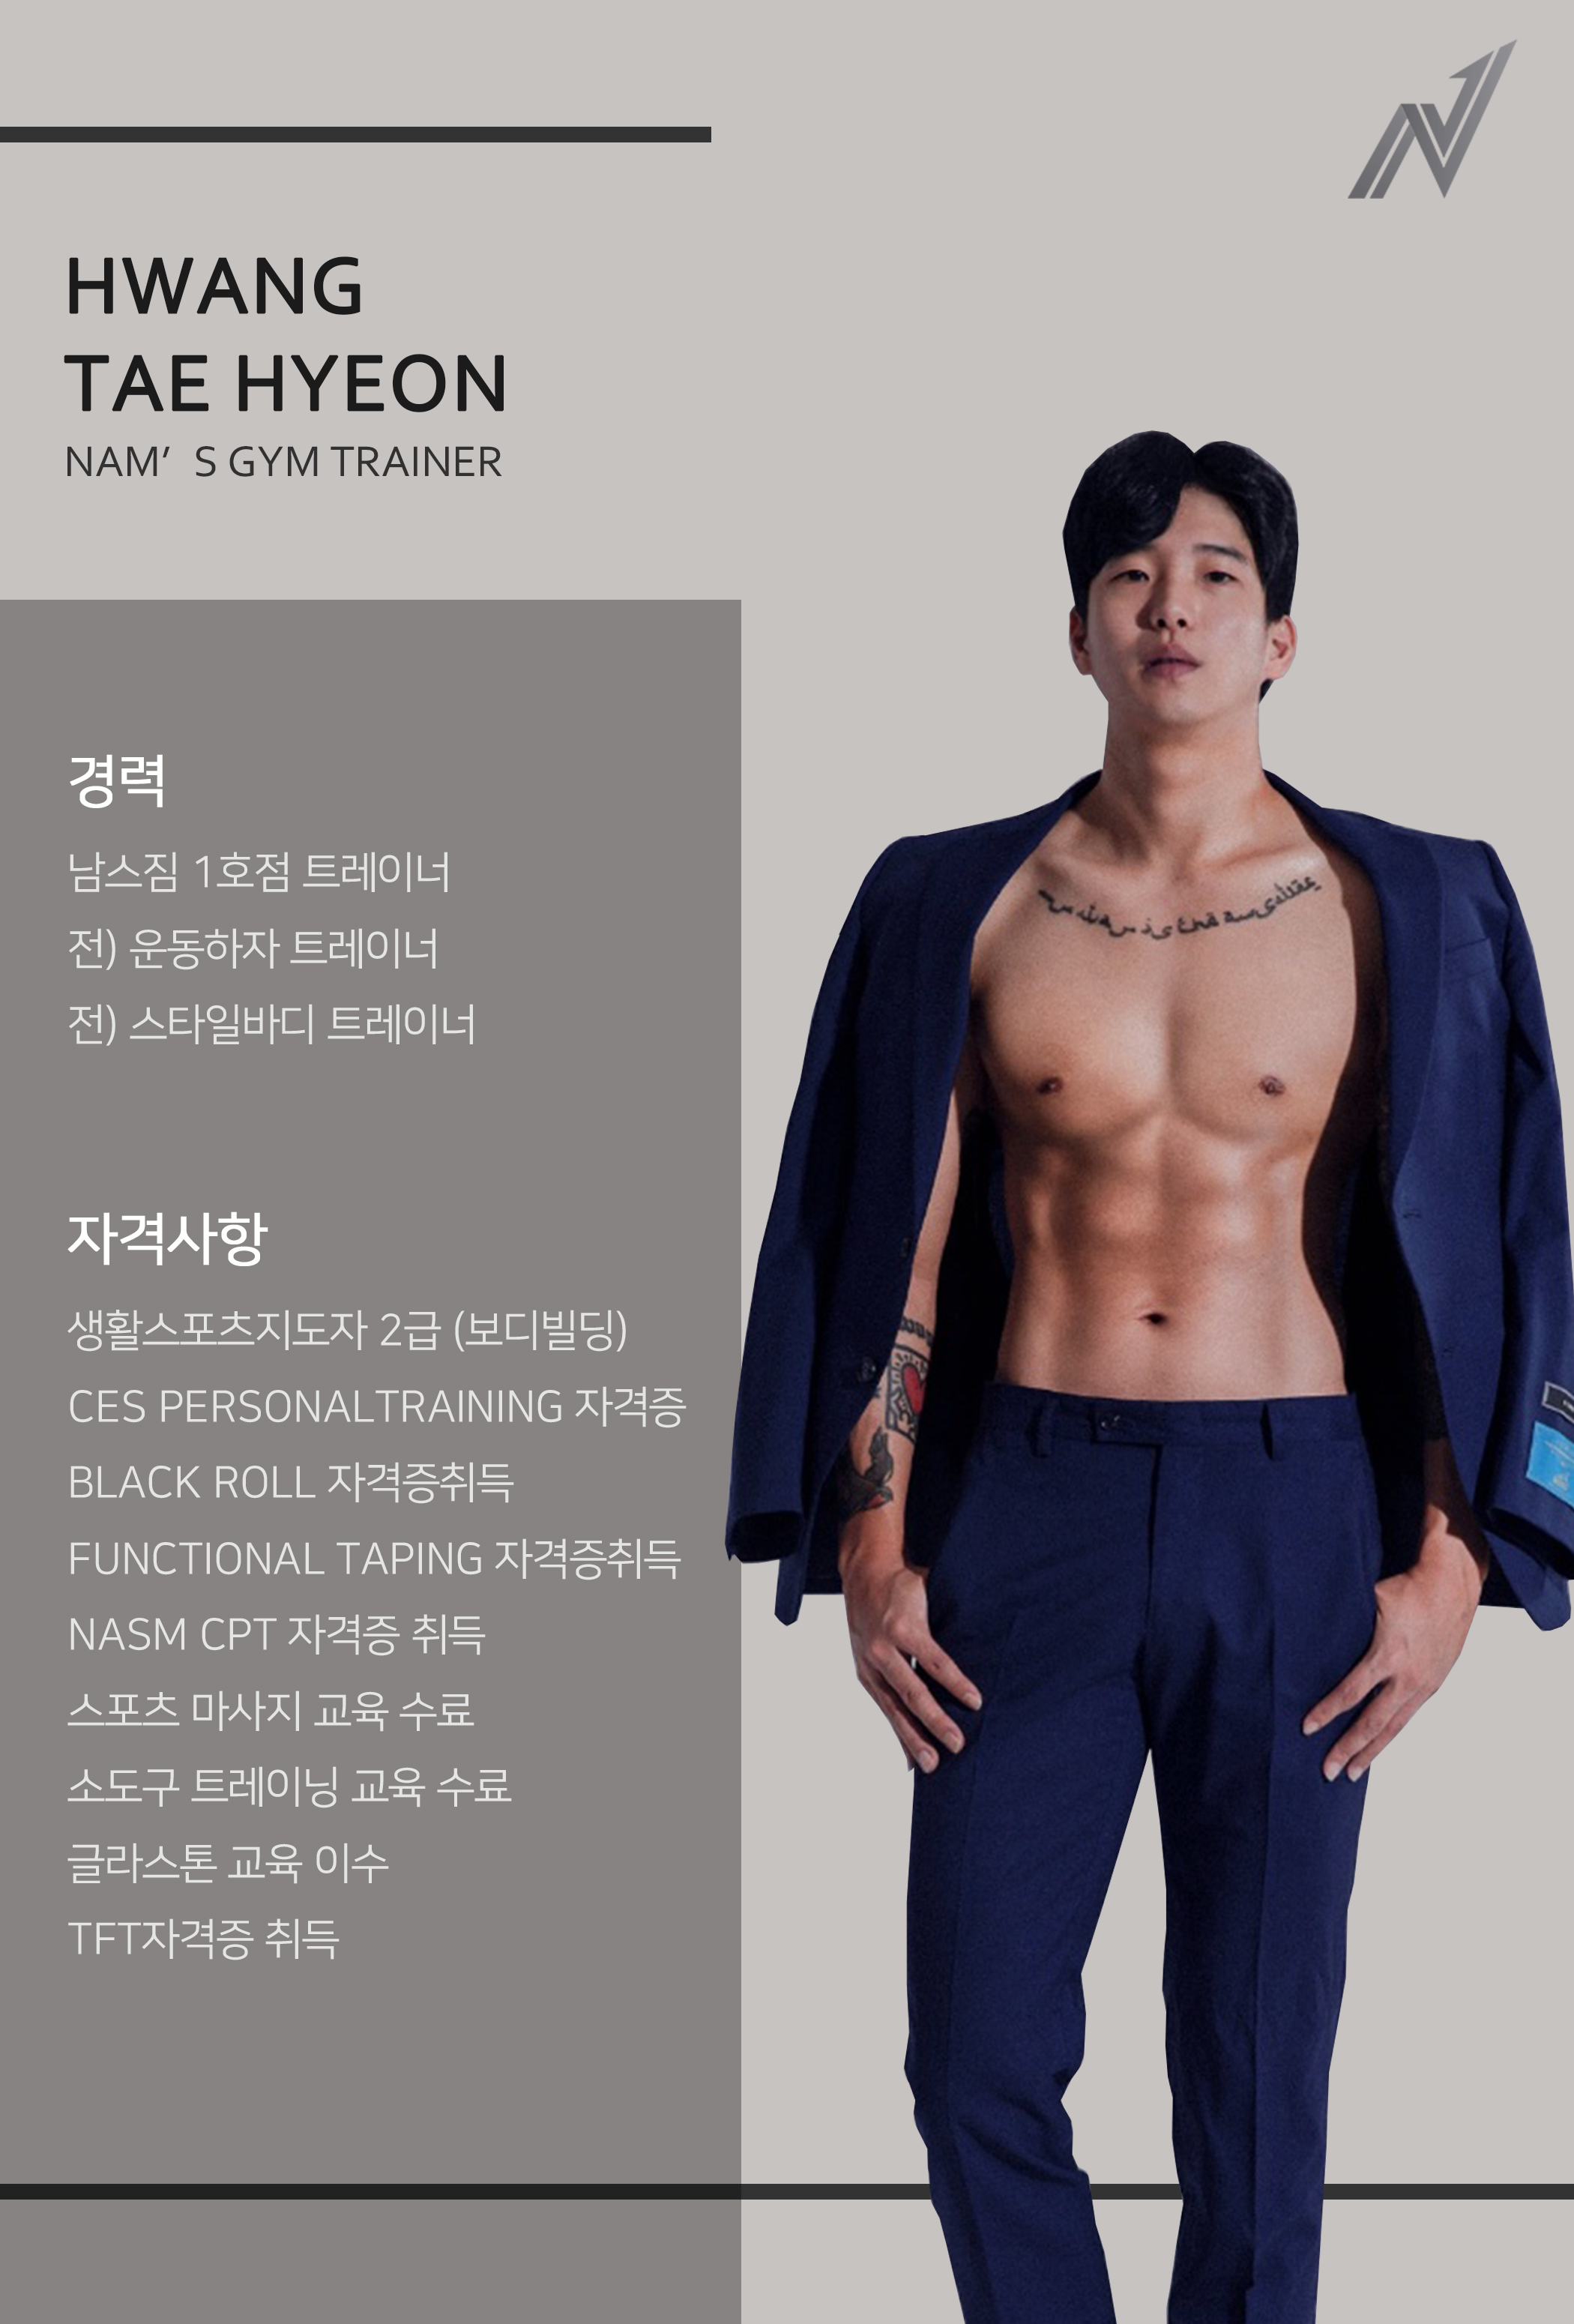 HWANG
TAE HYEON
NAM’ S GYM TRAINER
경력
남스짐 1호점 트레이너
전) 운동하자 트레이너
전) 스타일바디 트레이너
자격사항
생활스포츠지도자 2급 (보디빌딩)
CES PERSONALTRAINING 자격증
BLACK ROLL 자격증취득
FUNCTIONAL TAPING 자격증취득
NASM CPT 자격증 취득
스포츠 마사지 교육 수료
소도구 트레이닝 교육 수료
글라스톤 교육 이수
TFT자격증 취득